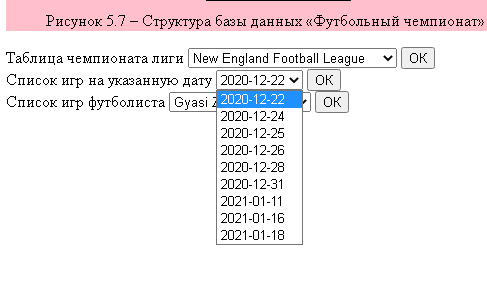 Рисунок 5.7 – Структура базы данных «Футбольный чемпионат»
Таблица чемпионата лиги New England Football League OK
Список игр на указанную дату 2020-12-22 OK
Список игр футболиста Gyasi OK
2020-12-22
2020-12-24
2020-12-25
2020-12-26
2020-12-28
2020-12-31
2021-01-11
2021-01-16
2021-01-18